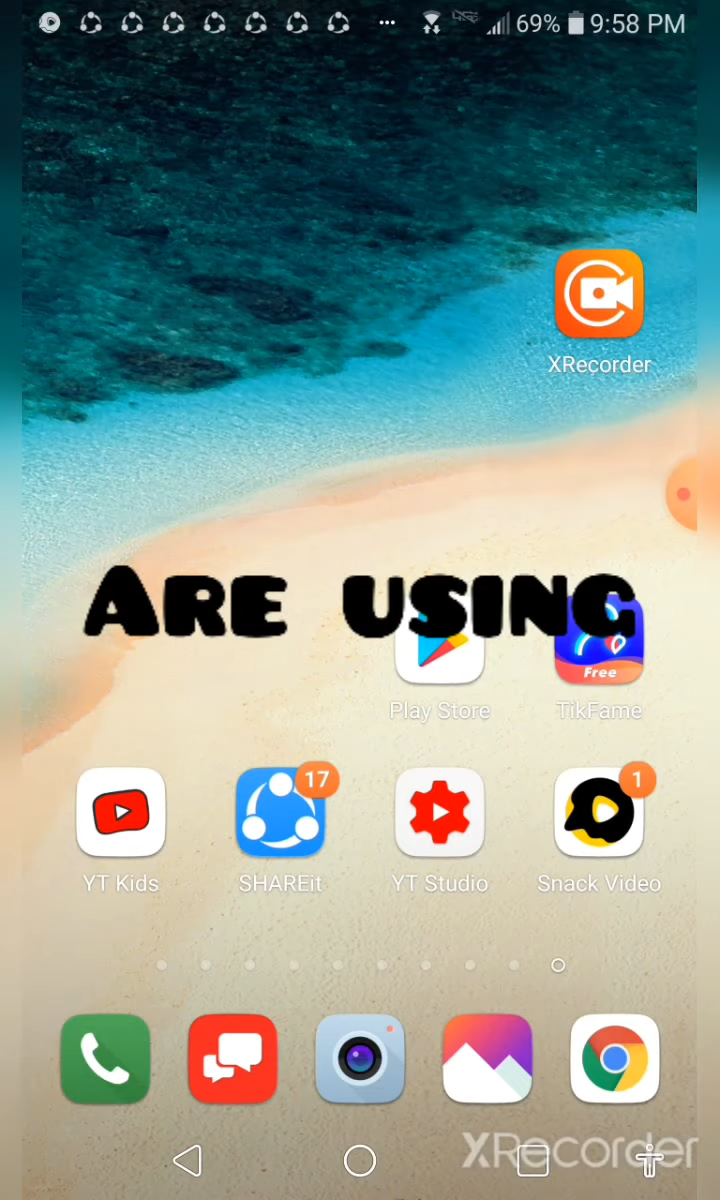 69% 9:58 PM
XRecorder
Are using
Free
Play Store TikFame
17 1
YT Kids SHAREit YT Studio Snack Video
XRecorder